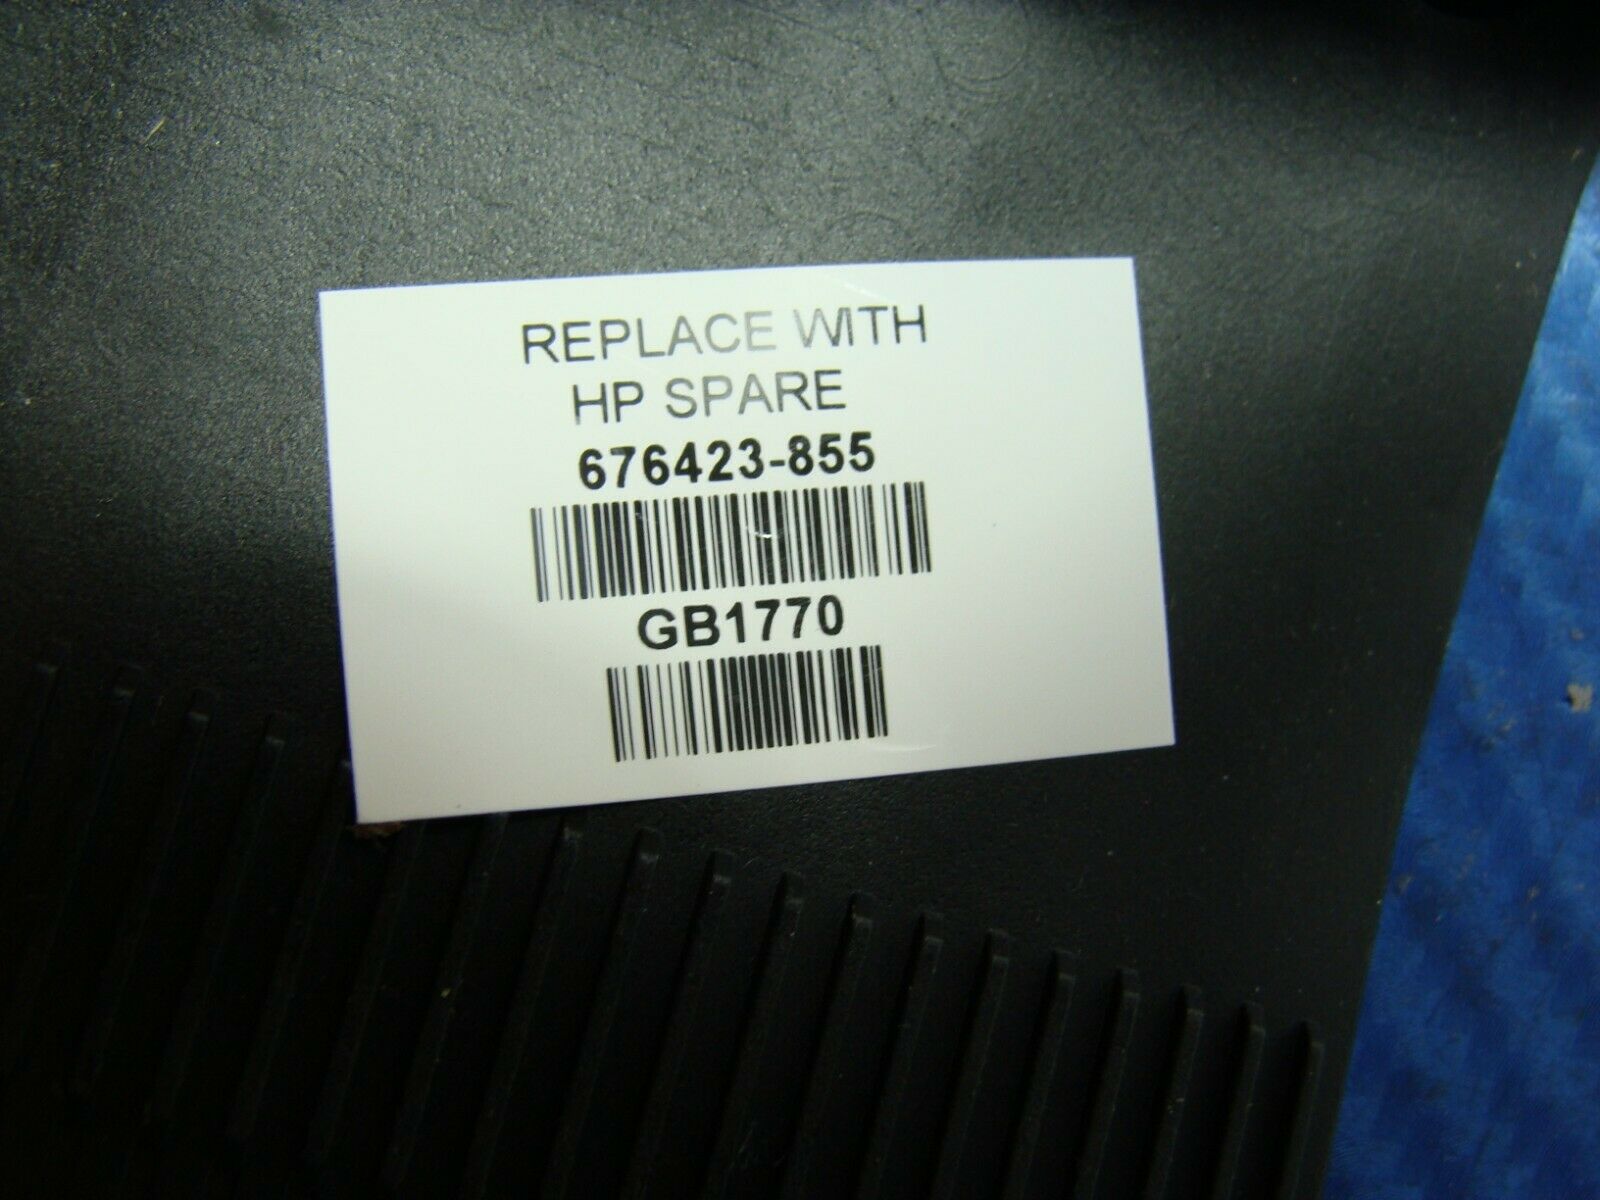 REPLACE WITH
HP SPARE
676423-855
GB1770